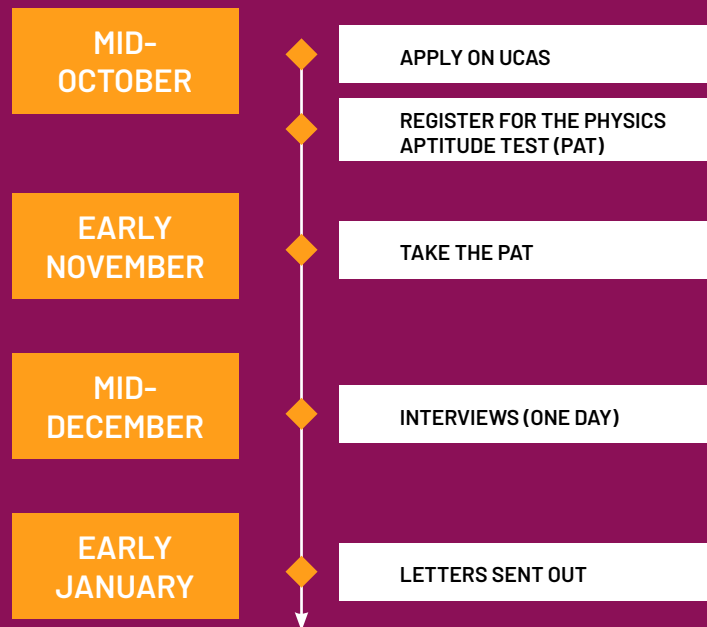 MID-
OCTOBER
APPLY ON UCAS
REGISTER FOR THE PHYSICS
APTITUDE TEST (PAT)
EARLY
NOVEMBER
TAKE THE PAT
MID-
DECEMBER
INTERVIEWS (ONE DAY)
EARLY
JANUARY
LETTERS SENT OUT